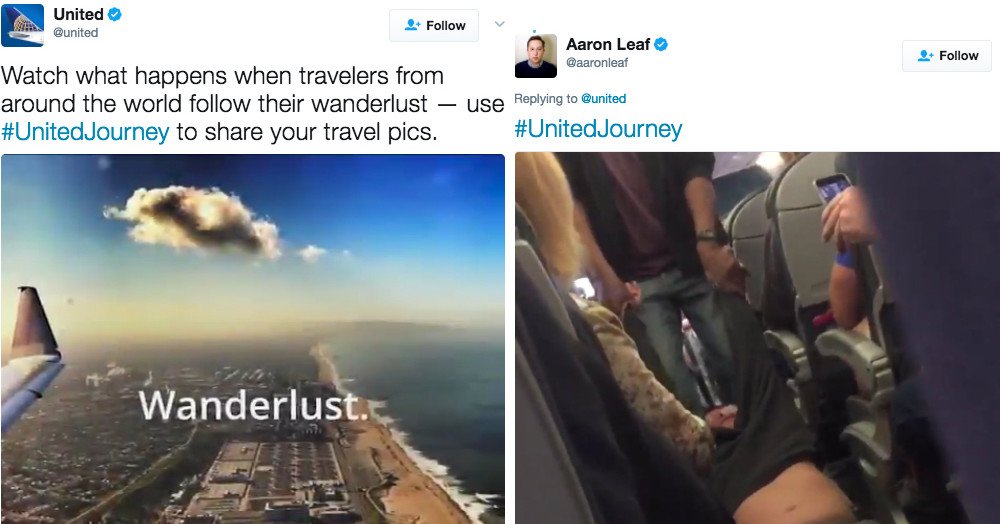 United
@united
Follow
Watch what happens when travelers from
around the world follow their wanderlust — use
#UnitedJourney to share your travel pics.
Wanderlust.
Aaron Leaf
@aaronleaf
Follow
Replying to @united
#UnitedJourney